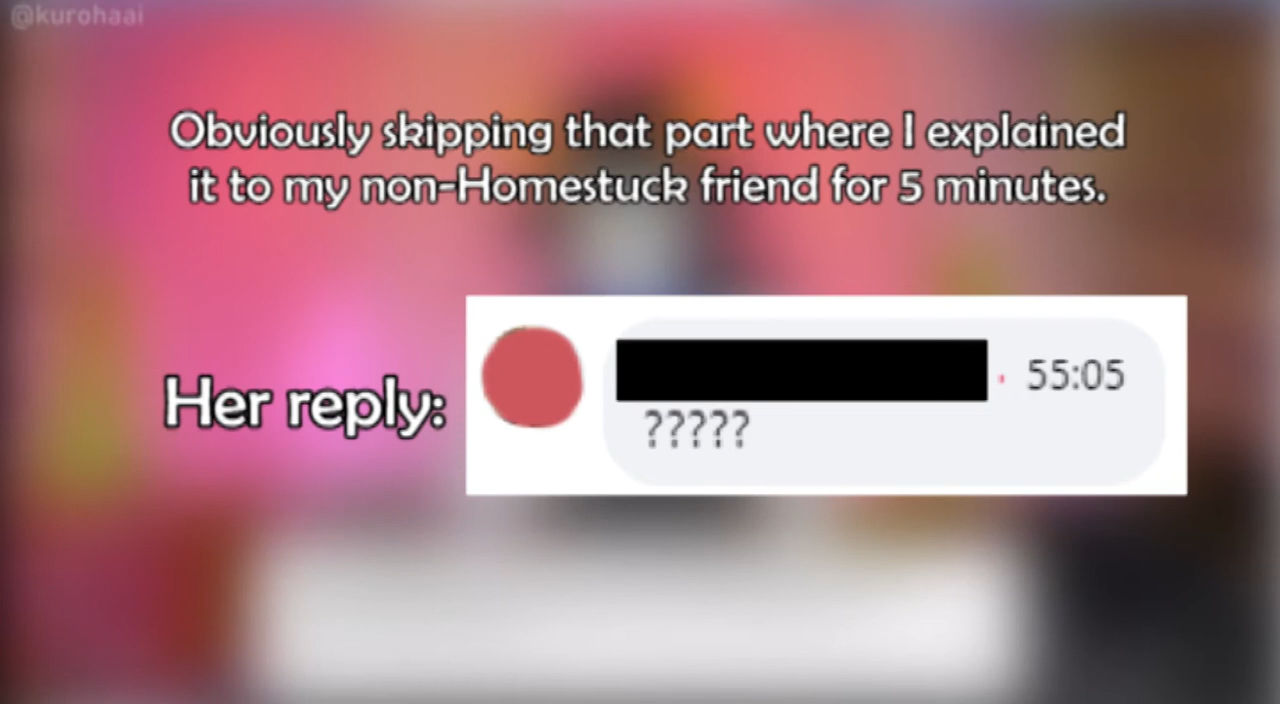 @kurohaai
Obviously skipping that part where I explained
it to my non-Homestuck friend for 5 minutes.
Her reply:
55:05
?????